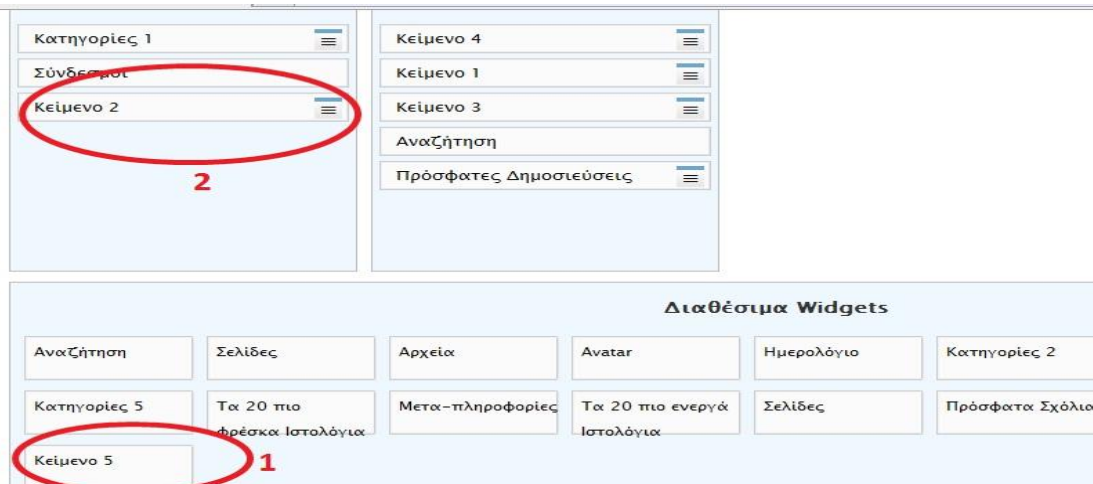 Κατηγορίες 1
Σύνδεσμοι
Κείμενο 2
2
Κείμενο 4
Κείμενο 1
Κείμενο 3
Αναζήτηση
Πρόσφατες Δημοσιεύσεις
Διαθέσιμα Widgets
Αναζήτηση Σελίδες Αρχεία Avatar Ημερολόγιο Κατηγορίες 2
Κατηγορίες 5 Τα 20 πιο Μετα-πληροφορίες Τα 20 πιο ενεργά Σελίδες Πρόσφατα Σχόλια
φρέσκα Ιστολόγια Ιστολόγια
Κείμενο 5 1